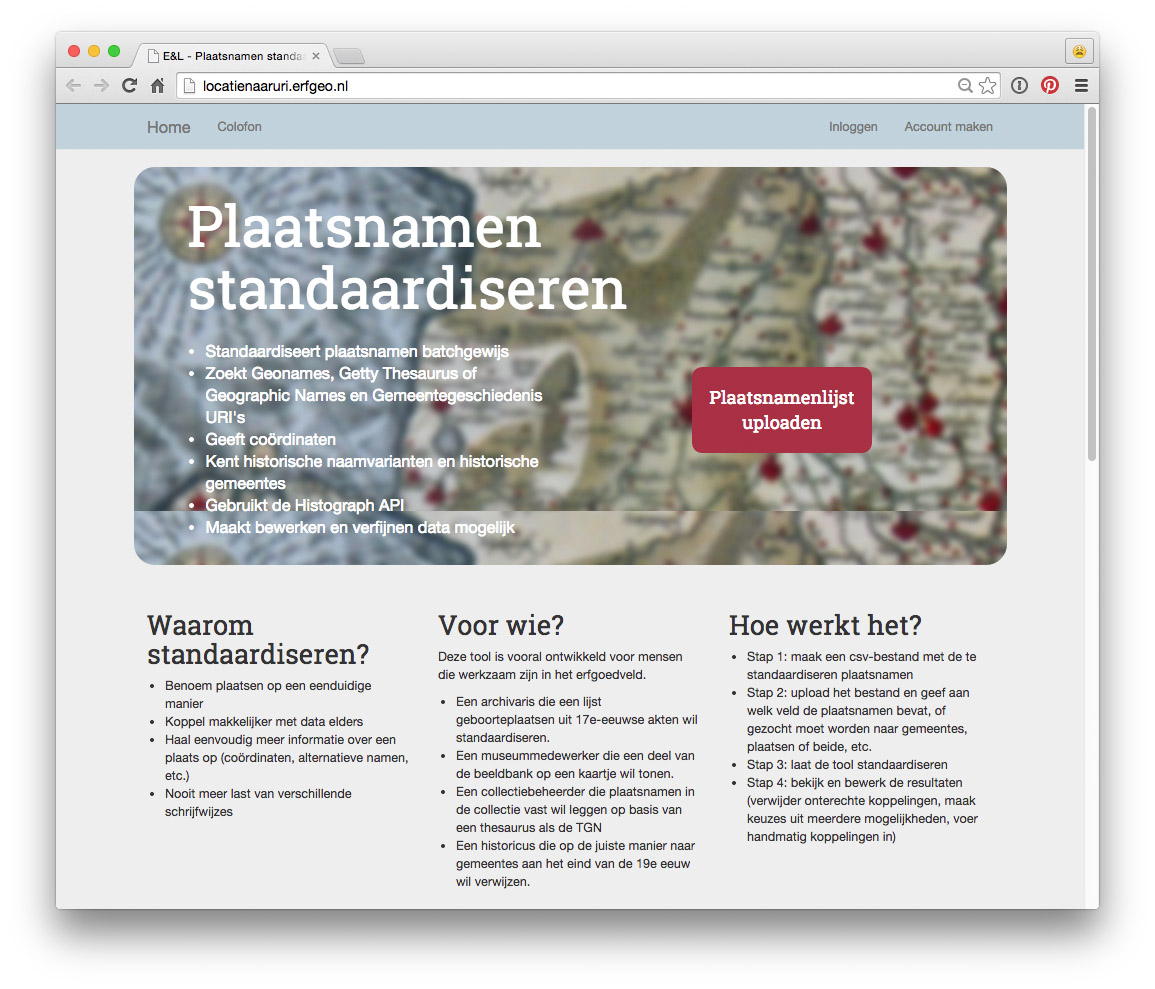 E&L - Plaatsnamen standa
locatienaaruri.erfgeo.nl
Home
Colofon
Inloggen
Account maken
Plaatsnamen
standaardiseren
• Standaardiseert plaatsnamen batchgewijs
• Zoekt Geonames, Getty Thesaurus of
Geographic Names en Gemeentegeschiedenis
URI's
• Geeft coördinaten
• Kent historische naamvarianten en historische
gemeentes
• Gebruikt de Histograph API
• Maakt bewerken en verfijnen data mogelijk
Plaatsnamenlijst
uploaden
Waarom
standaardiseren?
• Benoem plaatsen op een eenduidige
manier
• Koppel makkelijker met data elders
• Haal eenvoudig meer informatie over een
plaats op (coördinaten, alternatieve namen,
etc.)
• Nooit meer last van verschillende
schrijfwijzes
Voor wie?
Deze tool is vooral ontwikkeld voor mensen
die werkzaam zijn in het erfgoedveld.
• Een archivaris die een lijst
geboorteplaatsen uit 17e-eeuwse akten wil
standaardiseren.
• Een museummedewerker die een deel van
de beeldbank op een kaartje wil tonen.
• Een collectiebeheerder die plaatsnamen in
de collectie vast wil leggen op basis van
een thesaurus als de TGN
• Een historicus die op de juiste manier naar
gemeentes aan het eind van de 19e eeuw
wil verwijzen.
Hoe werkt het?
• Stap 1: maak een csv-bestand met de te
standaardiseren plaatsnamen
• Stap 2: upload het bestand en geef aan
welk veld de plaatsnamen bevat, of
gezocht moet worden naar gemeentes,
plaatsen of beide, etc.
• Stap 3: laat de tool standaardiseren
• Stap 4: bekijk en bewerk de resultaten
(verwijder onterechte koppelingen, maak
keuzes uit meerdere mogelijkheden, voer
handmatig koppelingen in)